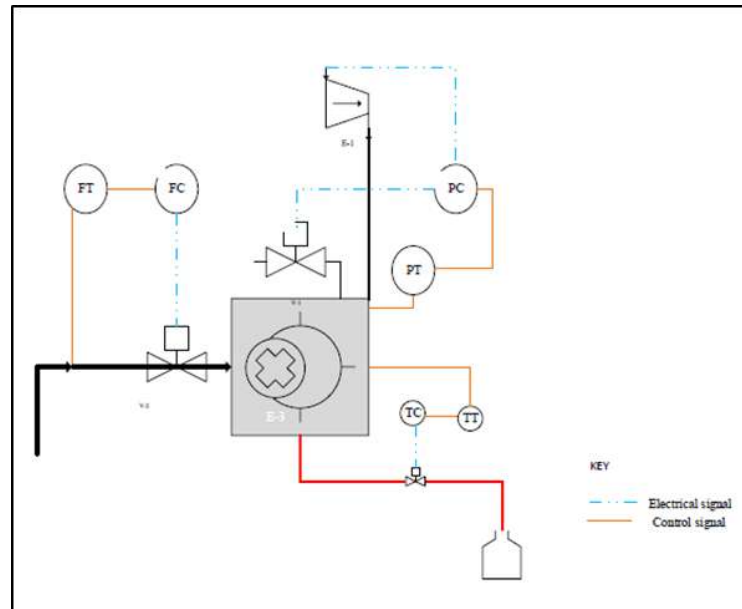 E-1
FT
FC
PC
PT
V-1
V-2
E-3
TC
TT
KEY
Electrical signal
Control signal